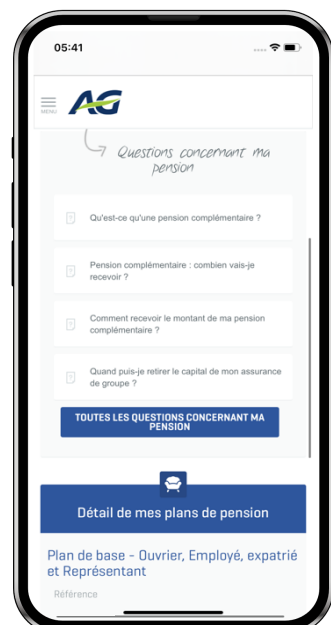 05:41
MENU
AG
Questions concernant ma
pension
Qu'est-ce qu'une pension complémentaire ?
Pension complémentaire : combien vais-je
recevoir ?
Comment recevoir le montant de ma pension
complémentaire ?
Quand puis-je retirer le capital de mon assurance
de groupe ?
TOUTES LES QUESTIONS CONCERNANT MA
PENSION
Détail de mes plans de pension
Plan de base - Ouvrier, Employé, expatrié
et Représentant
Référence